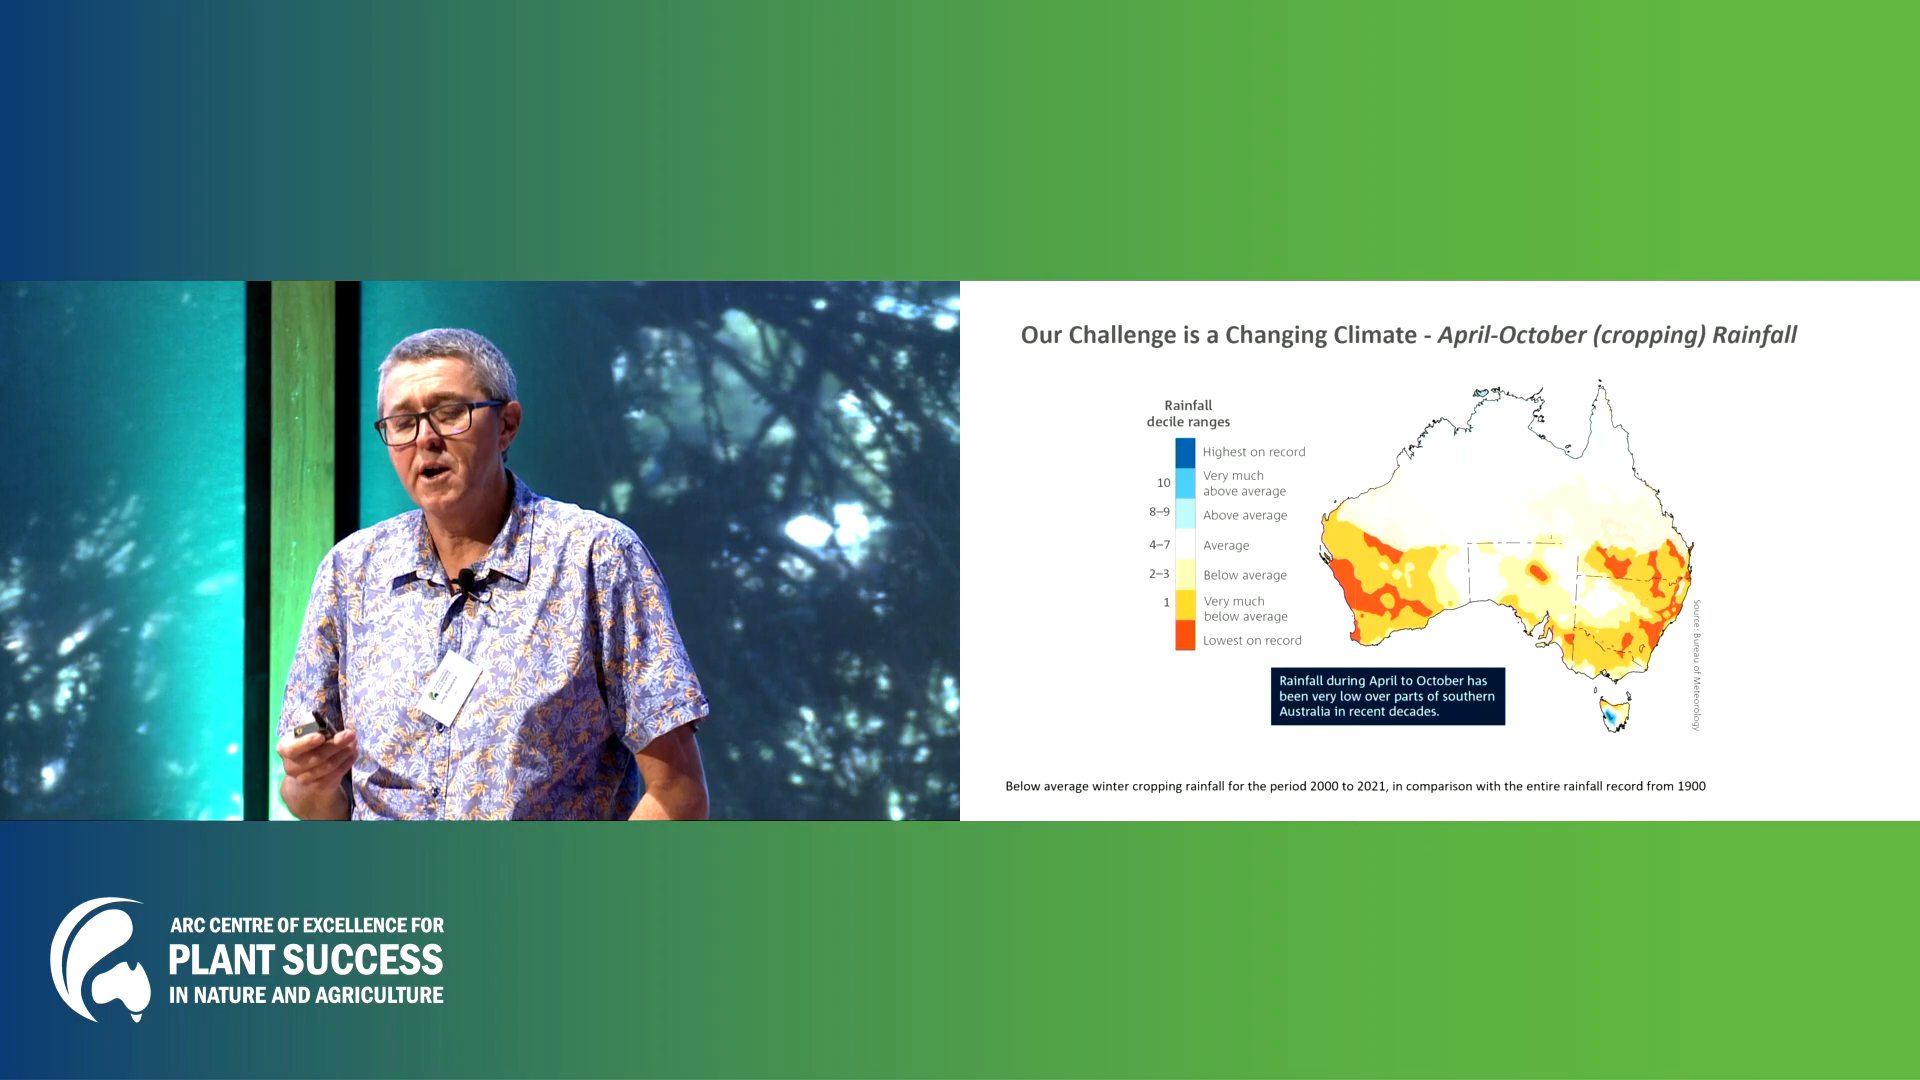 Our Challenge is a Changing Climate - April-October (cropping) Rainfall
Rainfall
decile ranges
Highest on record
10
Very much
above average
8–9
Above average
4–7
Average
2–3
Below average
1
Very much
below average
Lowest on record
Source: Bureau of Meteorology
Rainfall during April to October has
been very low over parts of southern
Australia in recent decades.
Below average winter cropping rainfall for the period 2000 to 2021, in comparison with the entire rainfall record from 1900
ARC CENTRE OF EXCELLENCE FOR
PLANT SUCCESS
IN NATURE AND AGRICULTURE